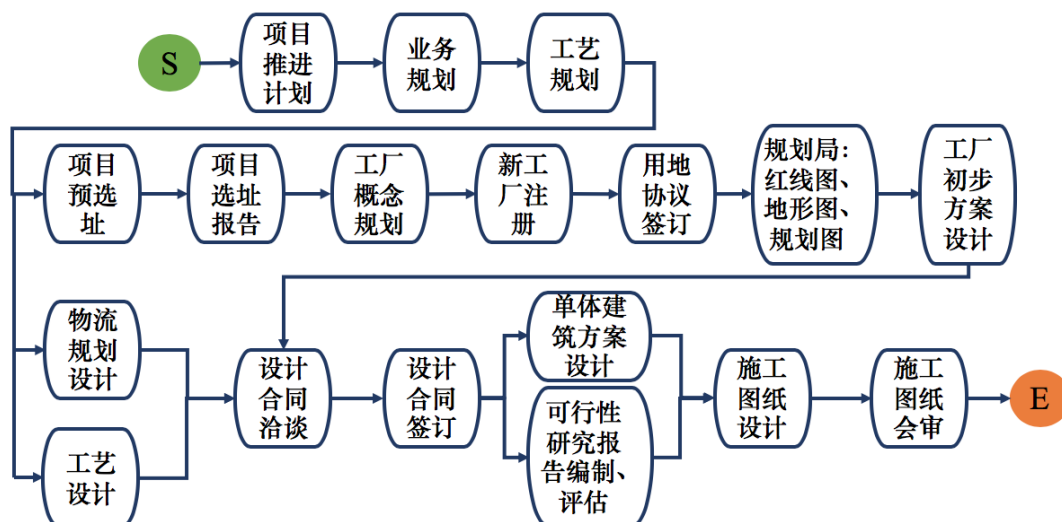 S
项目
推进
计划
业务
规划
工艺
规划
项目
预选
址
项目
选址
报告
工厂
概念
规划
新工
厂注
册
用地
协议
签订
规划局：
红线图、
地形图、
规划图
工厂
初步
方案
设计
物流
规划
设计
工艺
设计
设计
合同
洽谈
设计
合同
签订
单体建
筑方案
设计
可行性
研究报
告编制、
评估
施工
图纸
设计
施工
图纸
会审
E